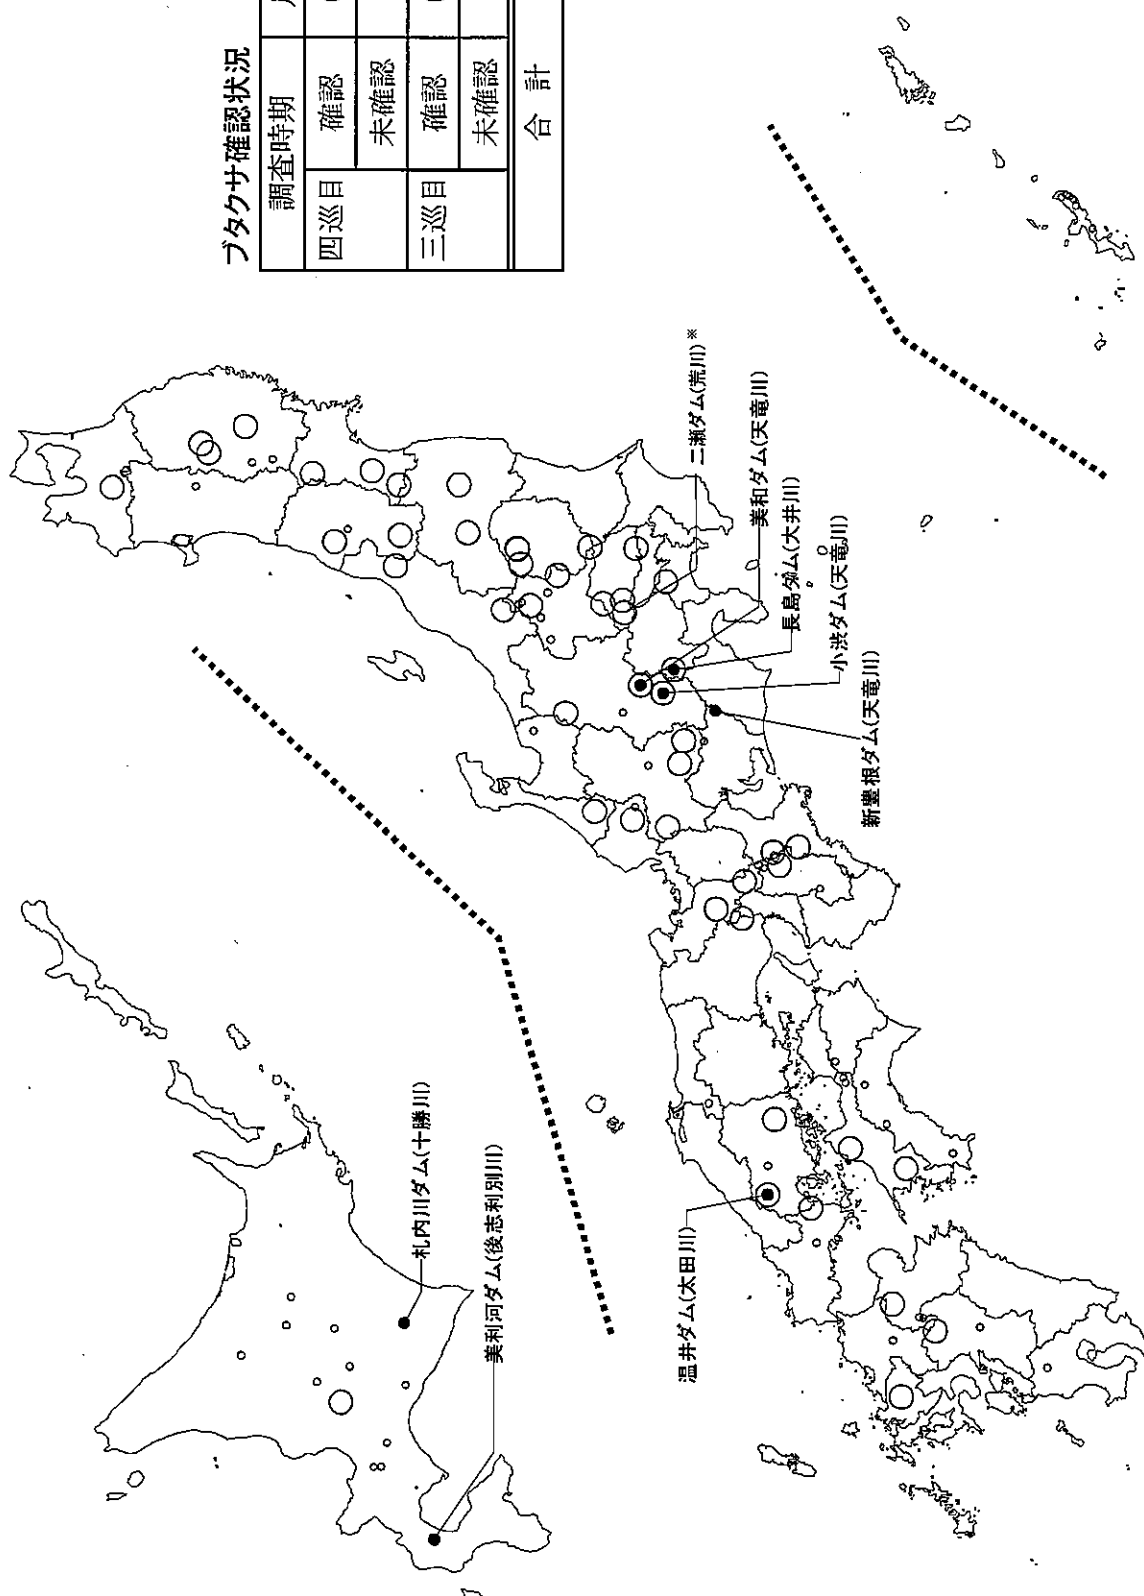 ブタクサ確認状況
調査時期
四巡目
確認
未確認
三巡目
確認
未確認
合計
二瀬ダム(荒川)※
美和ダム(天竜川)
長島ダム(大井川)
小渋ダム(天竜川)
新豊根ダム(天竜川)
札内川ダム(十勝川)
美利河ダム(後志利別川)
温井ダム(太田川)